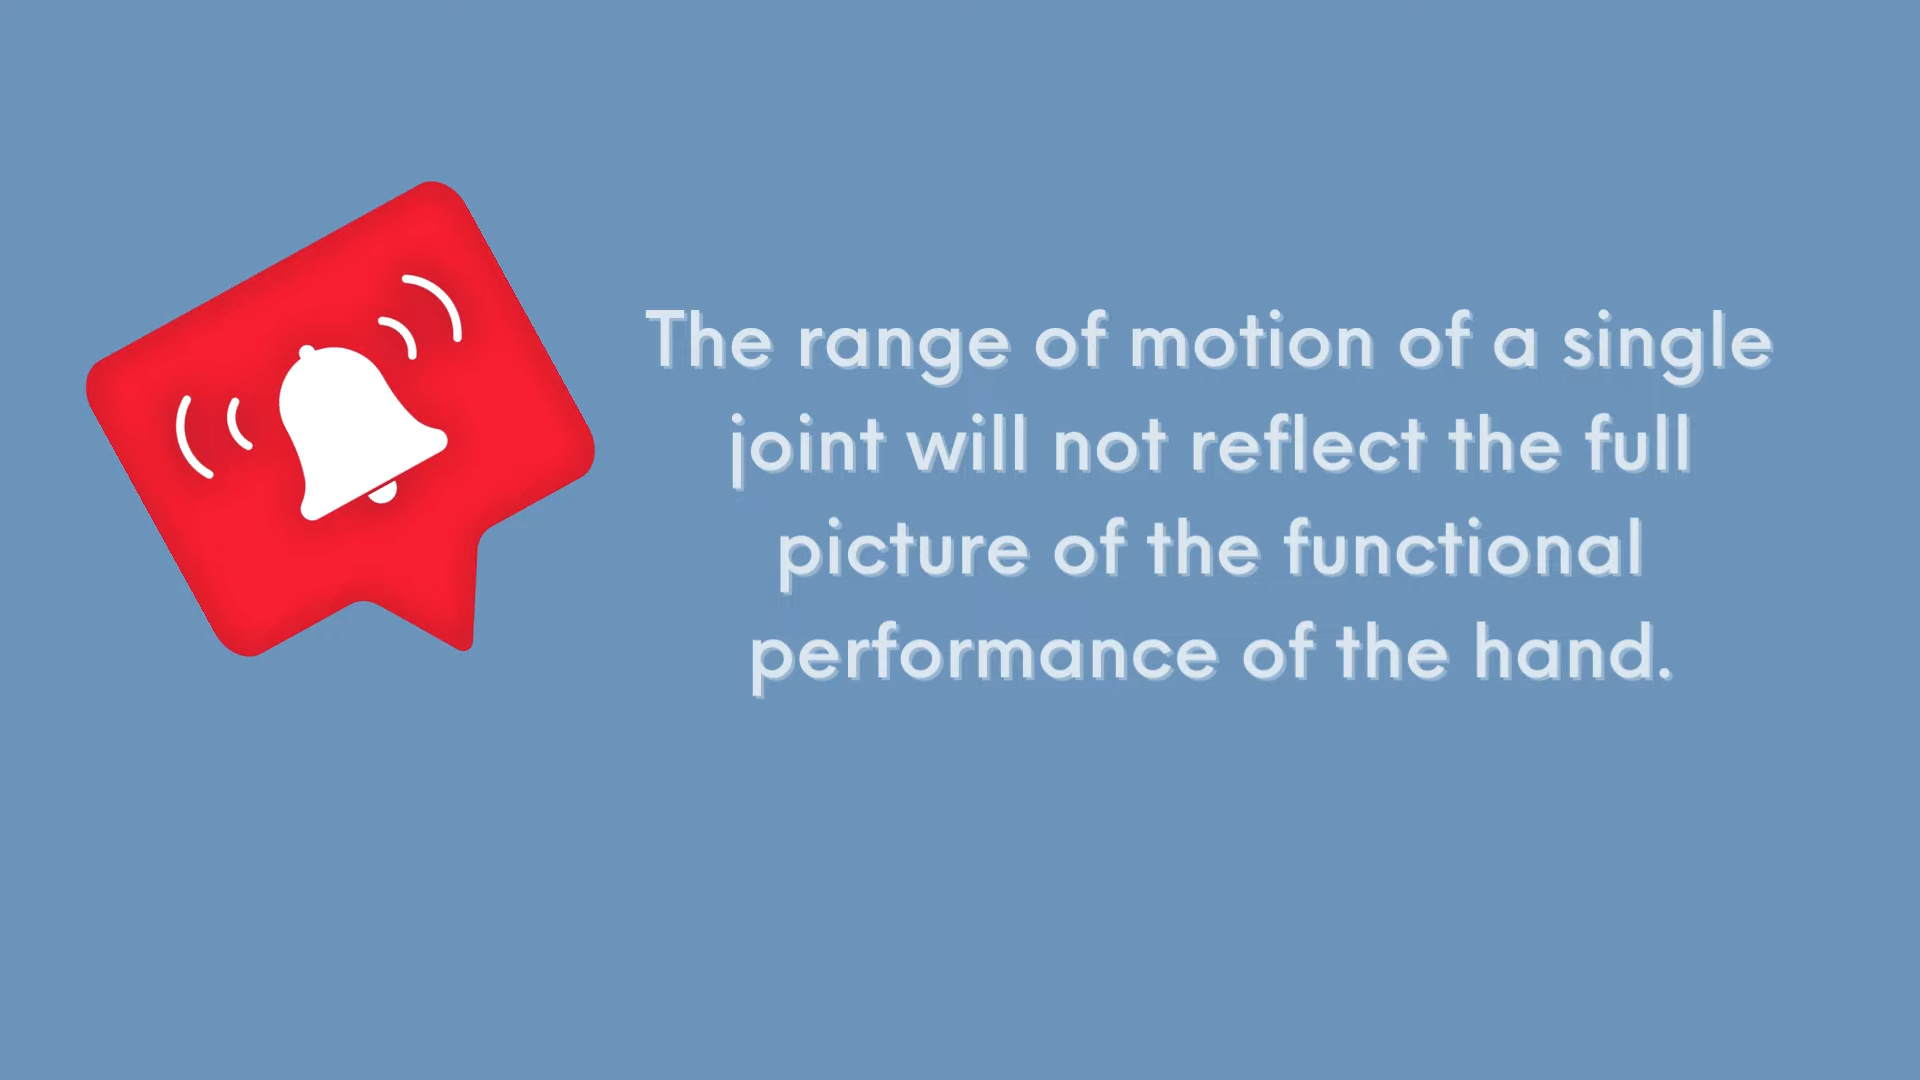 The range of motion of a single
joint will not reflect the full
picture of the functional
performance of the hand.